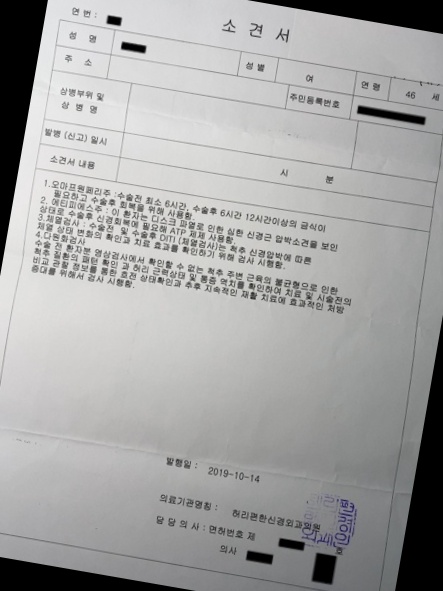 연번 :
소 견 서
성 명
성 별
여
연 령
46
세
주 소
주민등록번호
상병부위 및
상 병 명
발병 (신고) 일시
시 분
소견서 내용
1.오마프원페리주:수술전 최소 6시간, 수술후 6시간 12시간이상의 금식이
필요하고 수술후 회복을 위해 사용함.
2. 에티피에스주 : 이 환자는 디스크 파열로 인한 심한 신경근 압박소견을 보인
상태로 수술후 신경회복에 필요해 ATP 제제 사용함.
3.체열검사 : 수술전 및 수술후 DITI (체열검사)는 척추 신경압박에 따른
체열 상태 변화의 확인과 치료 효과를 확인하기 위해 검사 시행함.
4.다원화검사
수술 전 환자분 영상검사에서 확인할 수 없는 척추 주변 근육의 불균형으로 인한
척추 질환의 패턴 확인 과 허리 근력상태 및 통증 역치를 확인하여 치료 및 시술전의
비교 관찰 정보를 통한 호전 상태확인과 추후 지속적인 재활 치료에 효과적인 처방
증대를 위해서 검사 시행함.
발행일 : 2019-10-14
의료기관명칭 : 허리편한신경외과의원
담 당 의 사 : 면허번호 제 호
의사